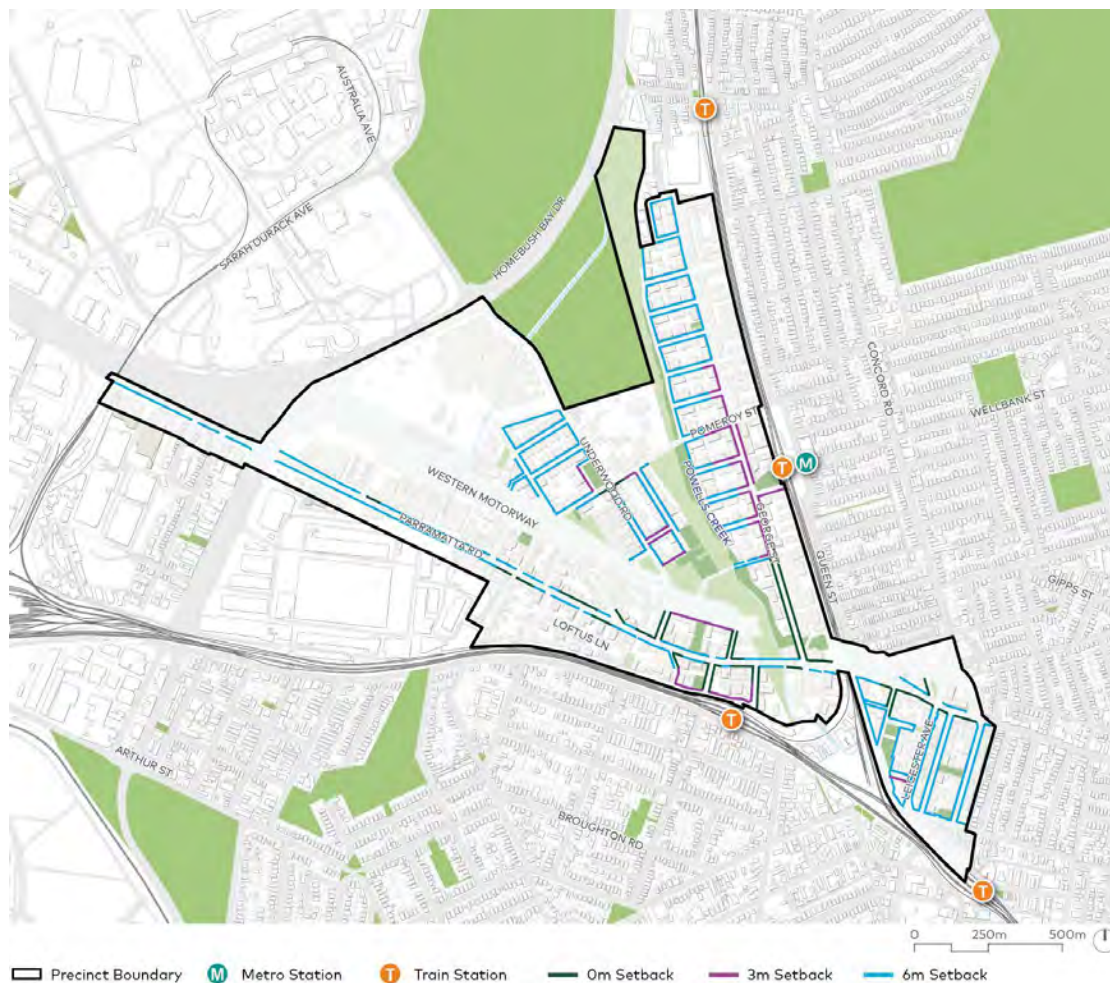 AUSTRALIA AVE
SARAH DURACK AVE
HOMEBUSH BAY DR
T
CONCORD RD
WELLBANK ST
POMEROY ST
T
M
UNDERWOOD RD
POWELLS CREEK
GEORGE ST
QUEEN ST
WESTERN MOTORWAY
PARRAMATTA RD
GIPPS ST
LOFTUS LN
T
LEICESTER AVE
ARTHUR ST
BROUGHTON RD
T
0 250m 500m
Precinct Boundary M Metro Station T Train Station 0m Setback 3m Setback 6m Setback